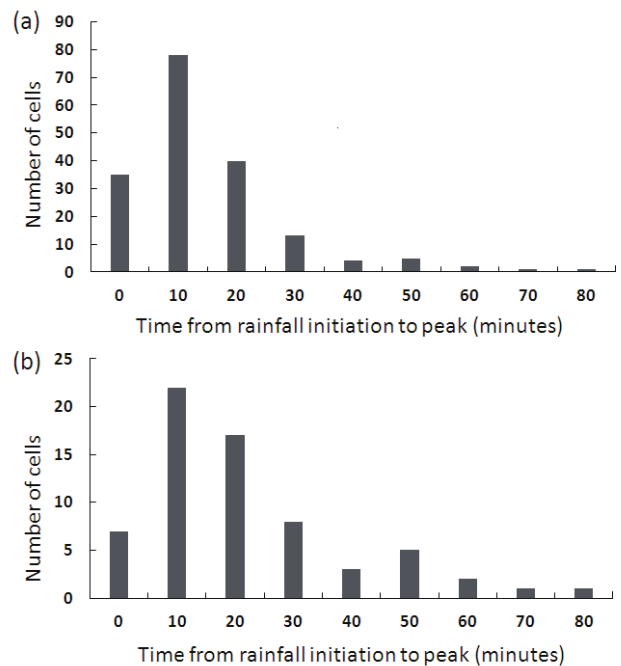 (a)
Number of cells
90
80
70
60
50
40
30
20
10
0
0 10 20 30 40 50 60 70 80
Time from rainfall initiation to peak (minutes)
(b)
Number of cells
25
20
15
10
5
0
0 10 20 30 40 50 60 70 80
Time from rainfall initiation to peak (minutes)